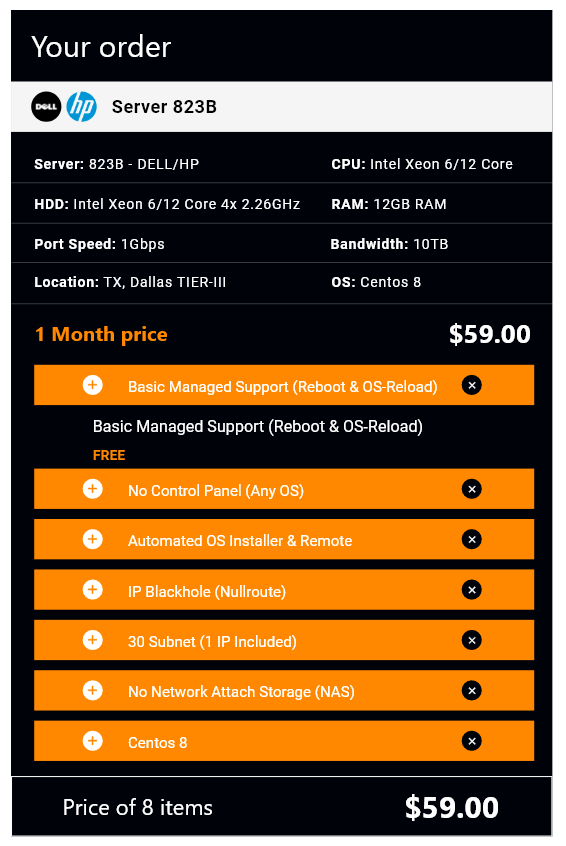 Your order
DELL hp Server 823B
Server: 823B - DELL/HP CPU: Intel Xeon 6/12 Core
HDD: Intel Xeon 6/12 Core 4x 2.26GHz RAM: 12GB RAM
Port Speed: 1Gbps Bandwidth: 10TB
Location: TX, Dallas TIER-III OS: Centos 8
1 Month price $59.00
Basic Managed Support (Reboot & OS-Reload)
Basic Managed Support (Reboot & OS-Reload)
FREE
No Control Panel (Any OS)
Automated OS Installer & Remote
IP Blackhole (Nullroute)
30 Subnet (1 IP Included)
No Network Attach Storage (NAS)
Centos 8
Price of 8 items $59.00